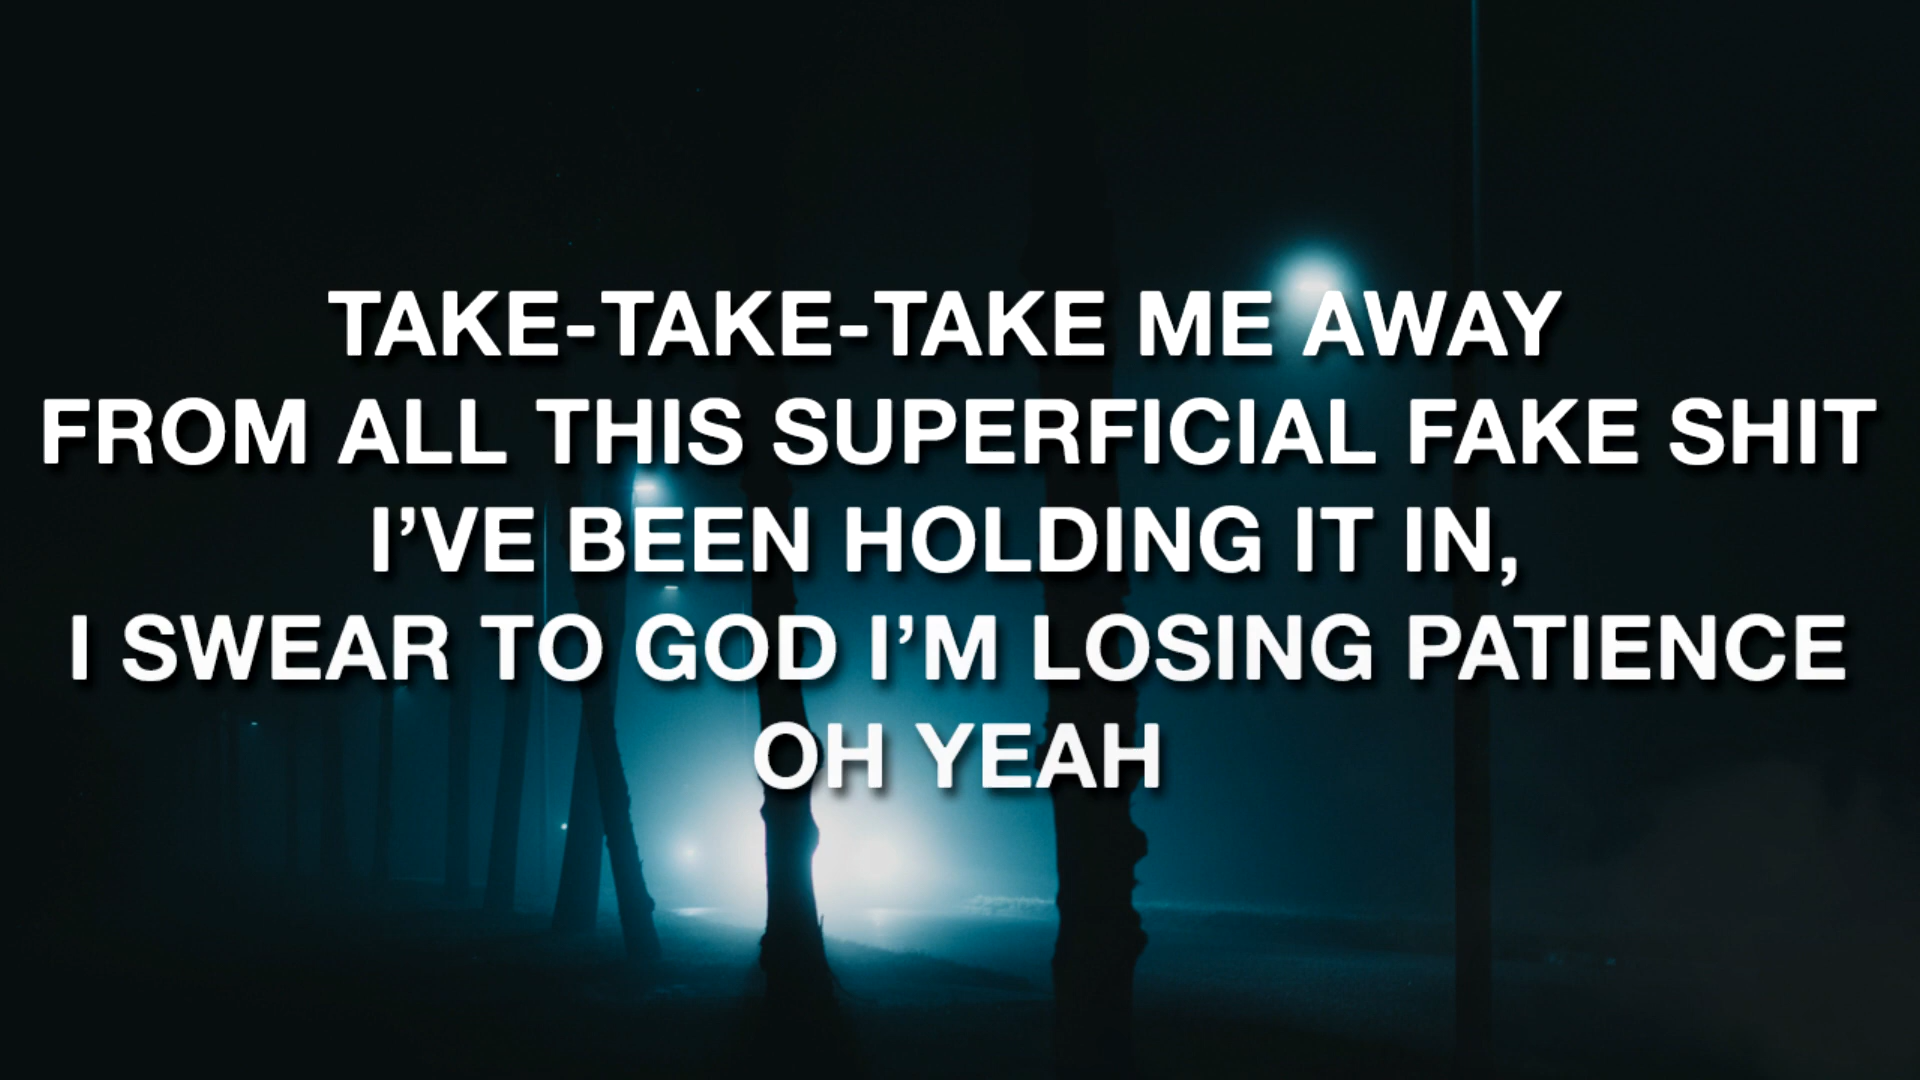 TAKE-TAKE-TAKE ME AWAY
FROM ALL THIS SUPERFICIAL FAKE SHIT
I’VE BEEN HOLDING IT IN,
I SWEAR TO GOD I’M LOSING PATIENCE
OH YEAH